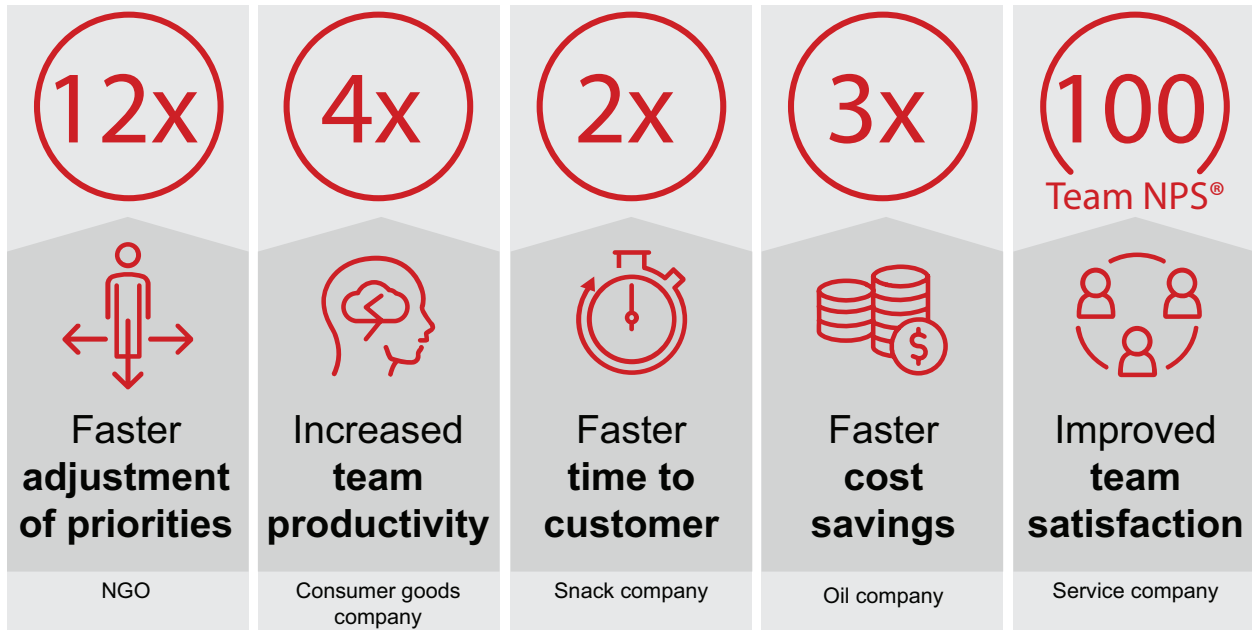 12x
Faster
adjustment
of priorities
NGO
4x
Increased
team
productivity
Consumer goods
company
2x
Faster
time to
customer
Snack company
3x
$
Faster
cost
savings
Oil company
100
Team NPS®
Improved
team
satisfaction
Service company